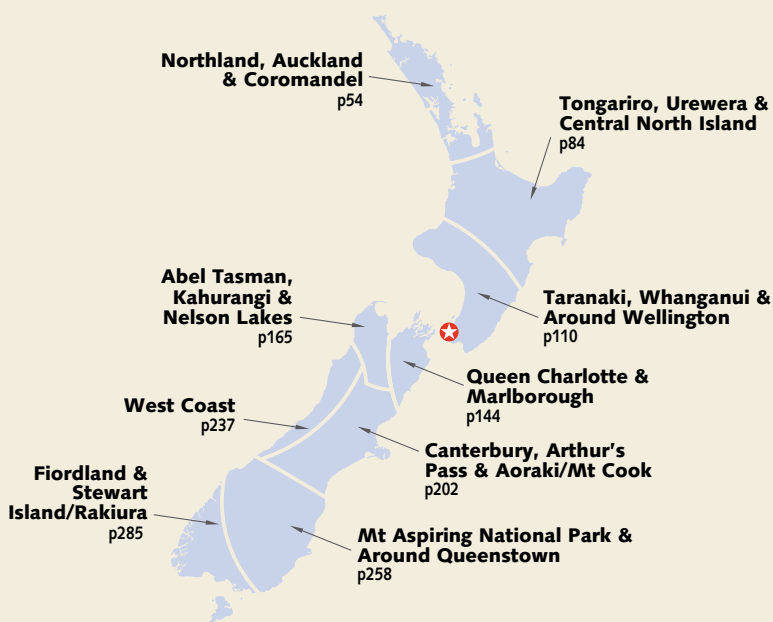 Northland, Auckland
& Coromandel
p54
Tongariro, Urewera &
Central North Island
p84
Abel Tasman,
Kahurangi &
Nelson Lakes
p165
Taranaki, Whanganui &
Around Wellington
p110
Queen Charlotte &
Marlborough
p144
West Coast
p237
Canterbury, Arthur's
Pass & Aoraki/Mt Cook
p202
Fiordland &
Stewart
Island/Rakiura
p285
Mt Aspiring National Park &
Around Queenstown
p258